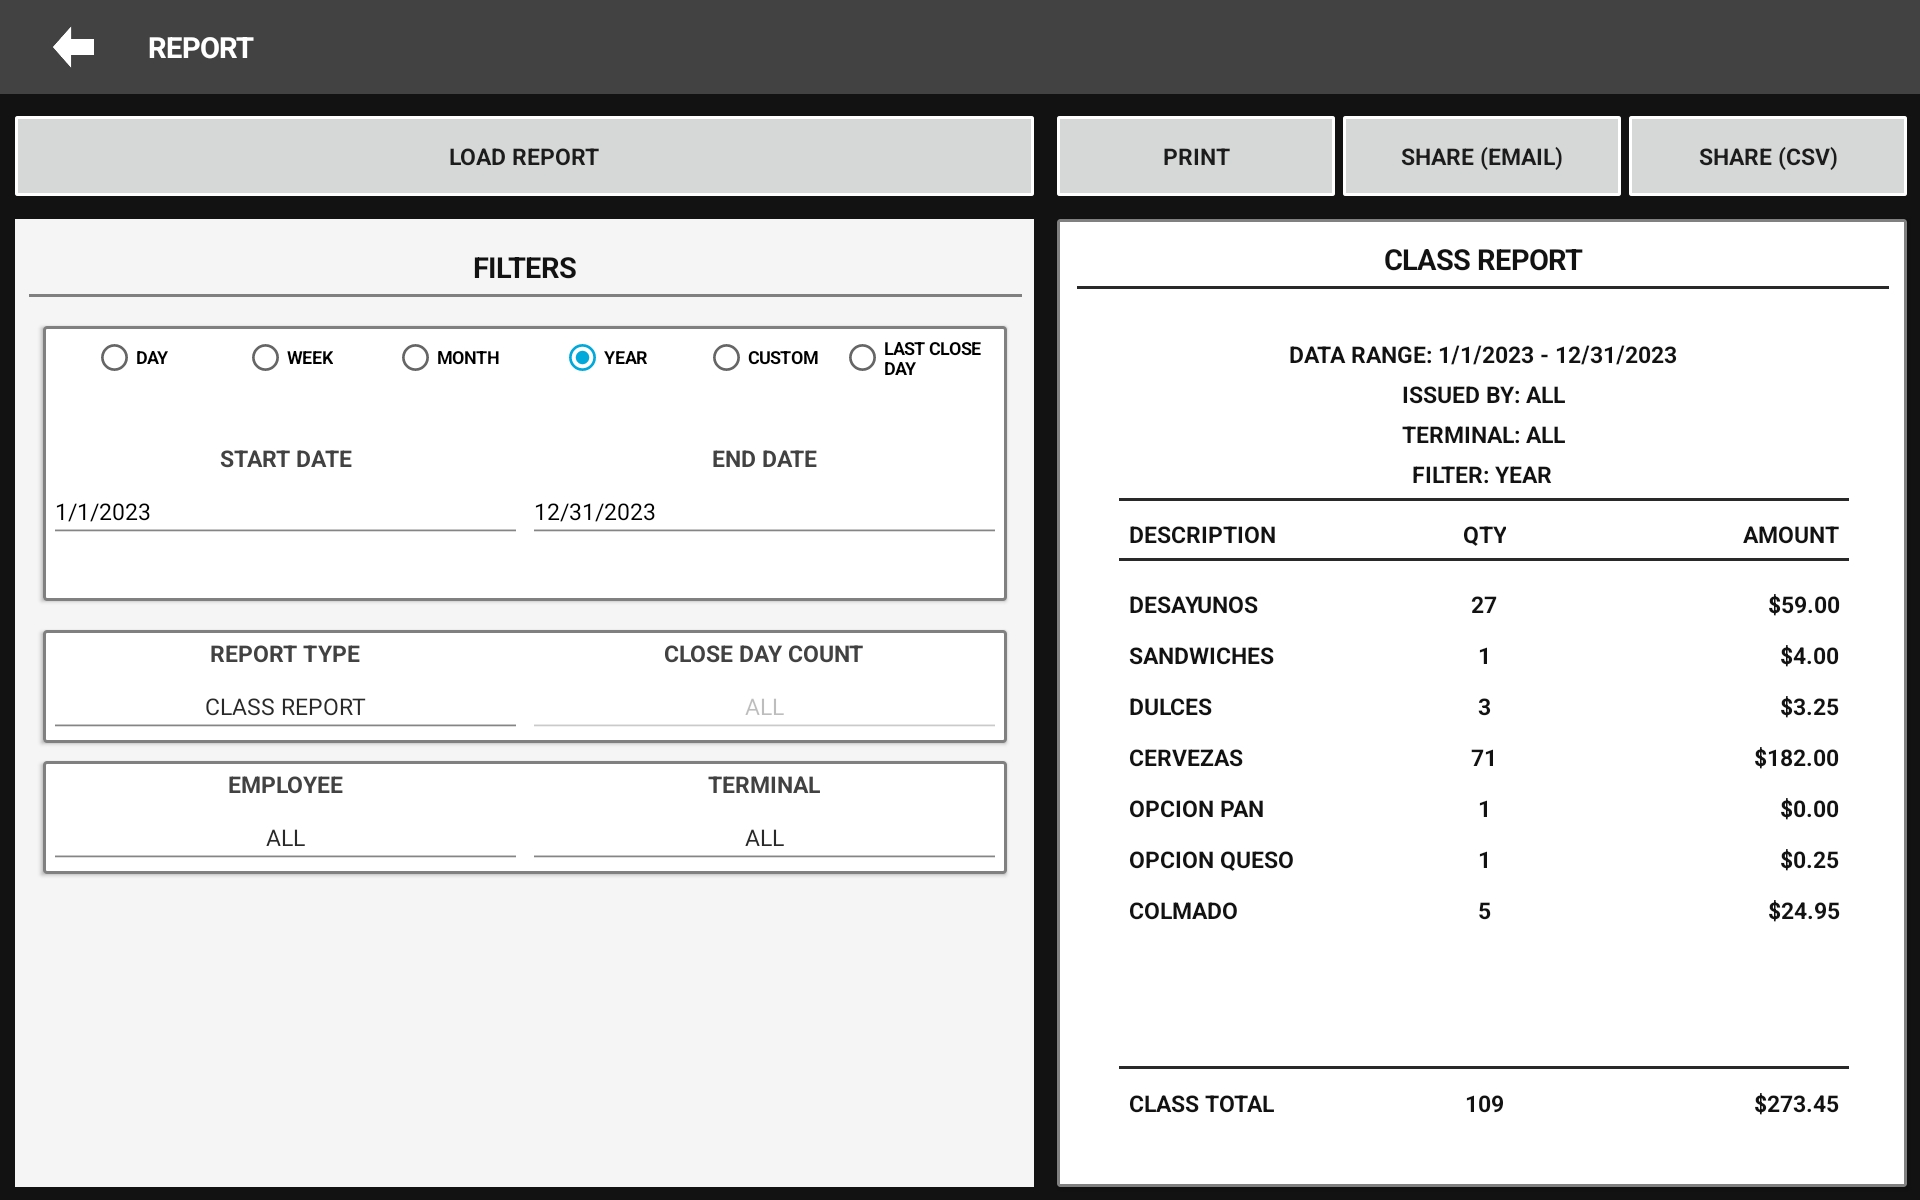 REPORT
LOAD REPORT
PRINT
SHARE (EMAIL)
SHARE (CSV)
FILTERS
DAY
WEEK
MONTH
YEAR
CUSTOM
LAST CLOSE
DAY
START DATE
END DATE
1/1/2023
12/31/2023
REPORT TYPE
CLOSE DAY COUNT
CLASS REPORT
ALL
EMPLOYEE
TERMINAL
ALL
ALL
CLASS REPORT
DATA RANGE: 1/1/2023 - 12/31/2023
ISSUED BY: ALL
TERMINAL: ALL
FILTER: YEAR
DESCRIPTION QTY AMOUNT
DESAYUNOS 27 $59.00
SANDWICHES 1 $4.00
DULCES 3 $3.25
CERVEZAS 71 $182.00
OPCION PAN 1 $0.00
OPCION QUESO 1 $0.25
COLMADO 5 $24.95
CLASS TOTAL 109 $273.45